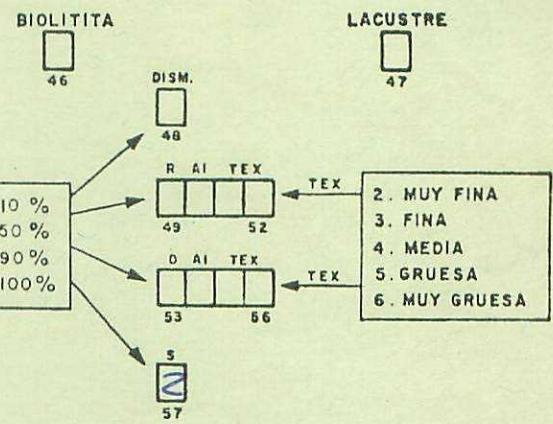 BIOLITITA LACUSTRE
46 47
DISM.
48
R AI TEX
49 52
TEX
10 %
50 %
90 %
100 %
2. MUY FINA
3. FINA
4. MEDIA
5. GRUESA
6. MUY GRUESA
D AI TEX
53 56
TEX
S
2
57